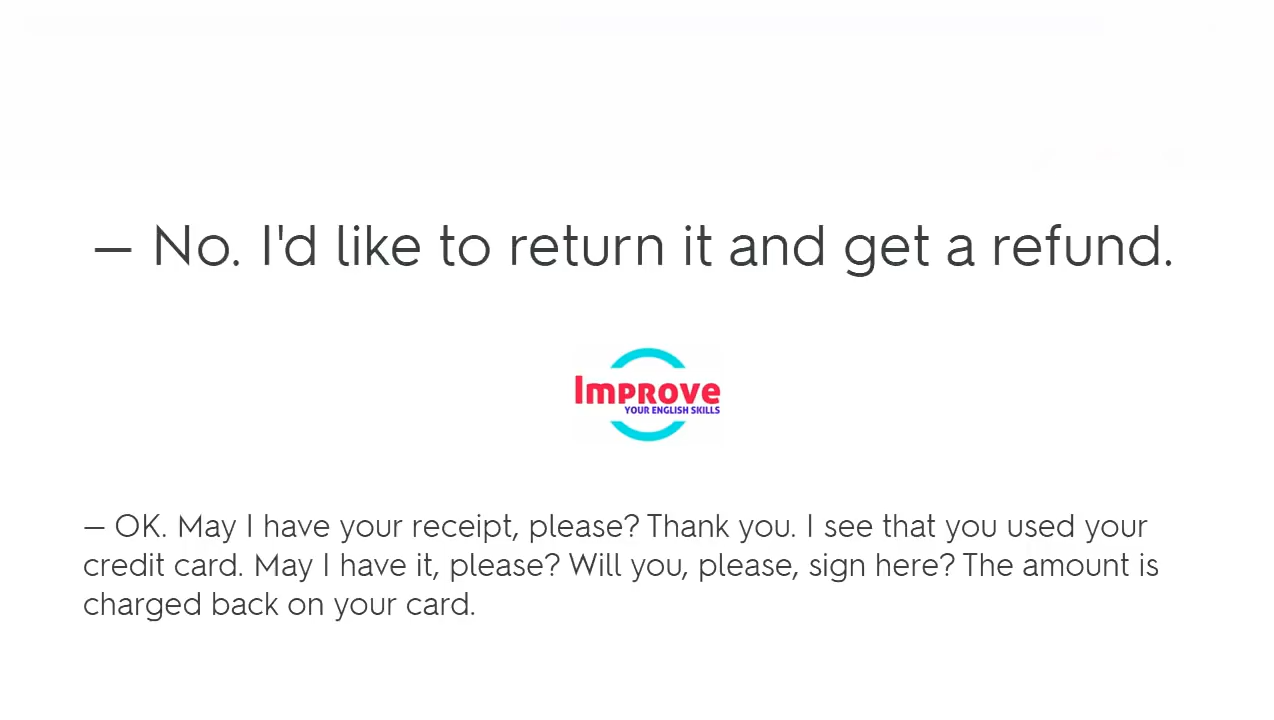 — No. I'd like to return it and get a refund.
Improve
YOUR ENGLISH SKILLS
— OK. May I have your receipt, please? Thank you. I see that you used your
credit card. May I have it, please? Will you, please, sign here? The amount is
charged back on your card.